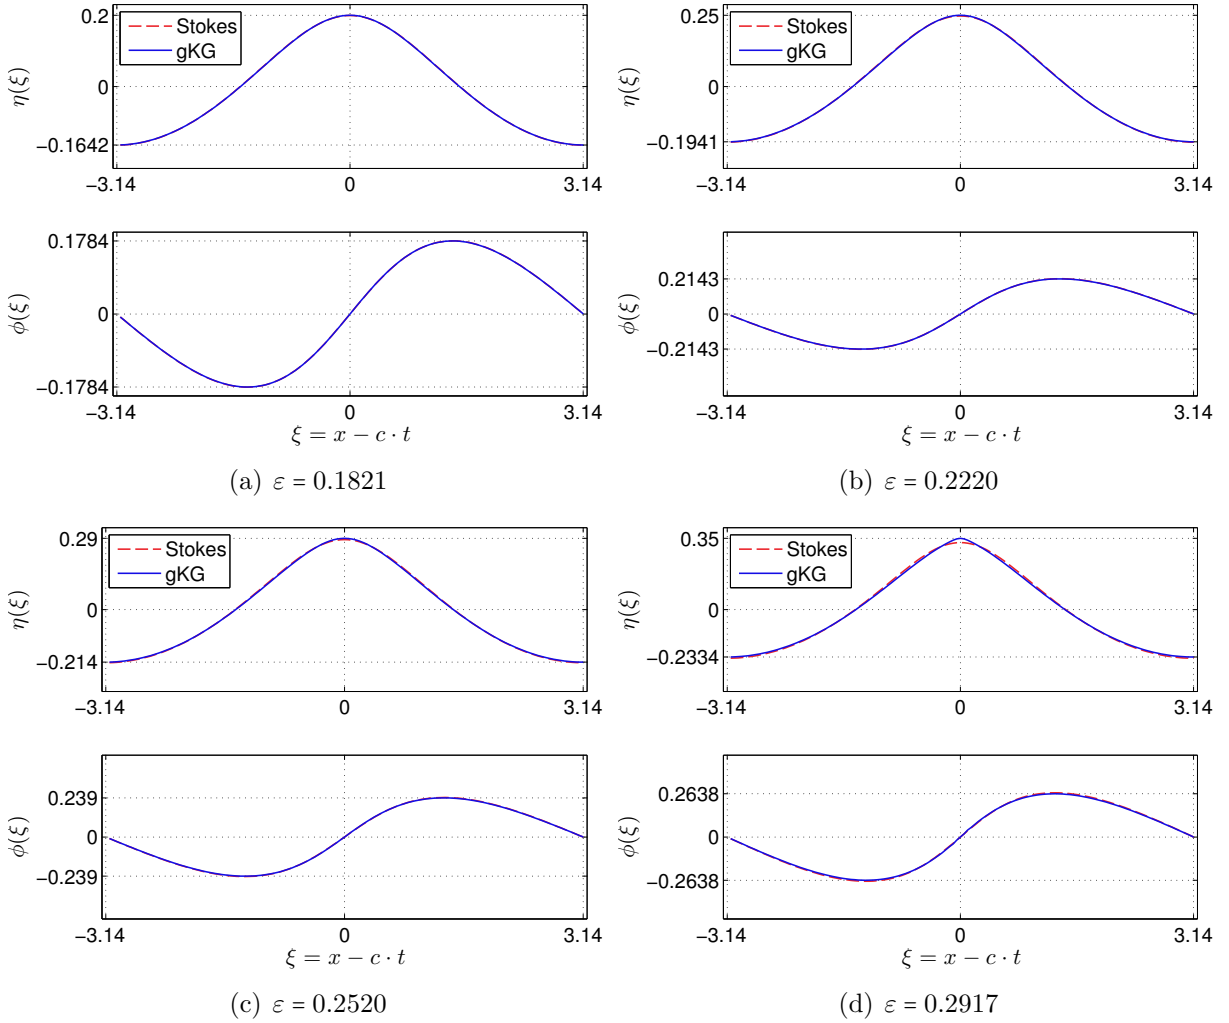 Stokes
gKG
η(ξ)
0.2
0
−0.1642
−3.14 0 3.14
φ(ξ)
0.1784
0
−0.1784
−3.14 0 3.14
ξ = x − c · t
(a) ε = 0.1821
Stokes
gKG
η(ξ)
0.25
0
−0.1941
−3.14 0 3.14
φ(ξ)
0.2143
0
−0.2143
−3.14 0 3.14
ξ = x − c · t
(b) ε = 0.2220
Stokes
gKG
η(ξ)
0.29
0
−0.214
−3.14 0 3.14
φ(ξ)
0.239
0
−0.239
−3.14 0 3.14
ξ = x − c · t
(c) ε = 0.2520
Stokes
gKG
η(ξ)
0.35
0
−0.2334
−3.14 0 3.14
φ(ξ)
0.2638
0
−0.2638
−3.14 0 3.14
ξ = x − c · t
(d) ε = 0.2917